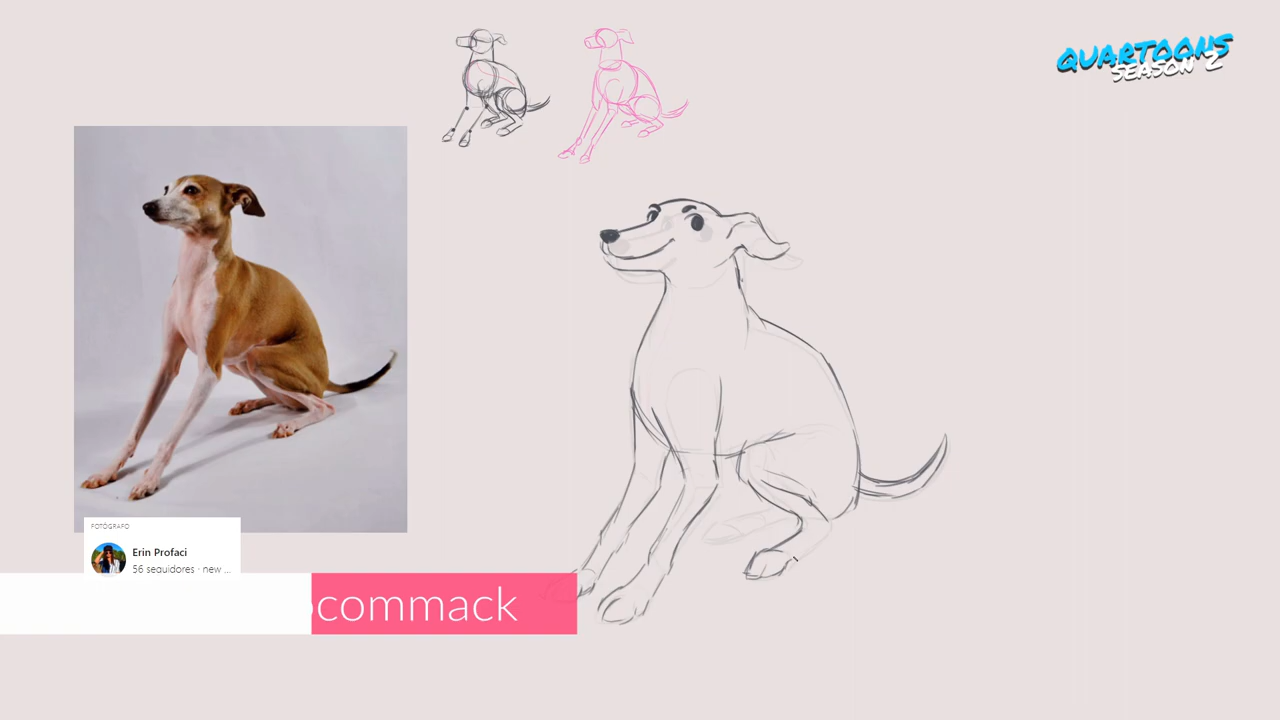 QUARTOONS
SEASON 2
FOTÓGRAFO
Erin Profaci
56 seguidores · new ...
commack